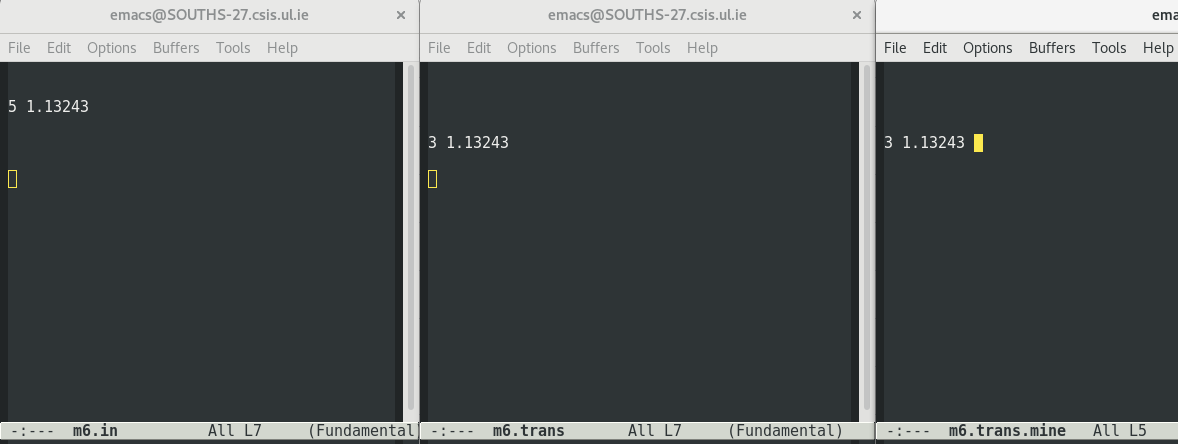 emacs@SOUTHS-27.csis.ul.ie ×
File Edit Options Buffers Tools Help
5 1.13243
-:--- m6.in All L7 (Fundamental)
emacs@SOUTHS-27.csis.ul.ie ×
File Edit Options Buffers Tools Help
3 1.13243
-:--- m6.trans All L7 (Fundamental)
ema
File Edit Options Buffers Tools Help
3 1.13243
-:--- m6.trans.mine All L5